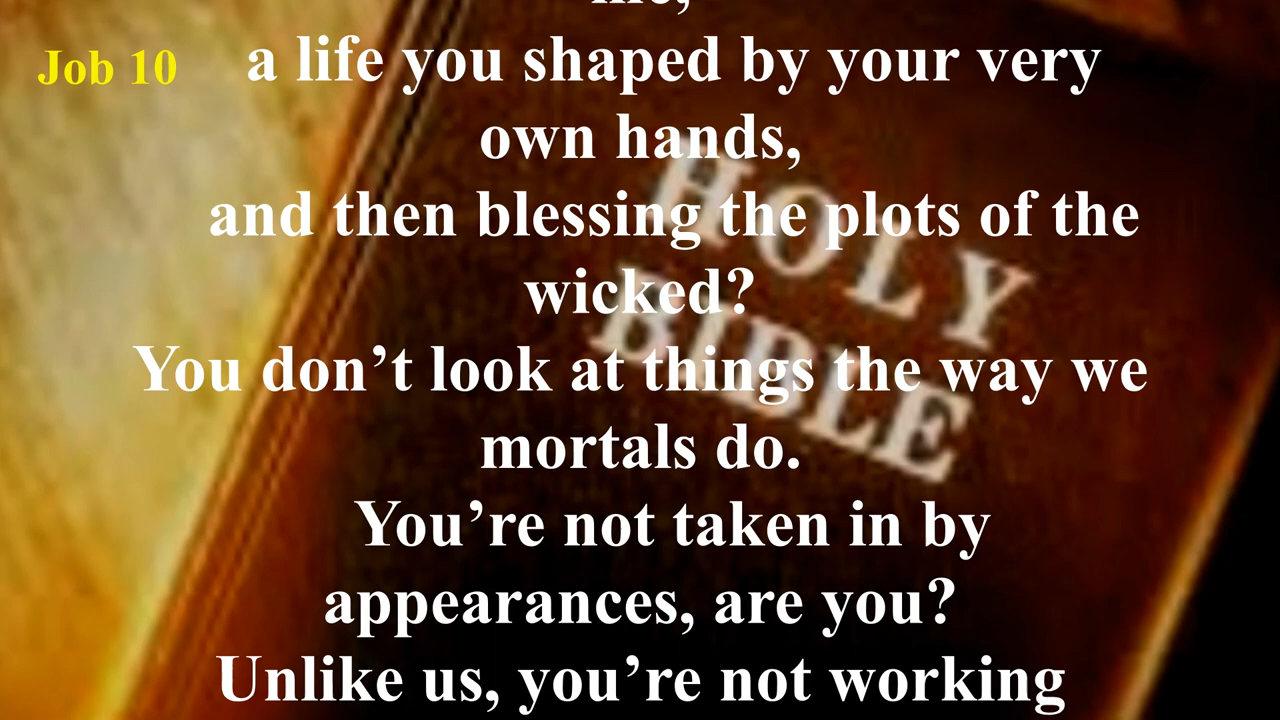 Job 10
a life you shaped by your very
own hands,
and then blessing the plots of the
wicked?
You don’t look at things the way we
mortals do.
You’re not taken in by
appearances, are you?
Unlike us, you’re not working
HOLY
BIBLE